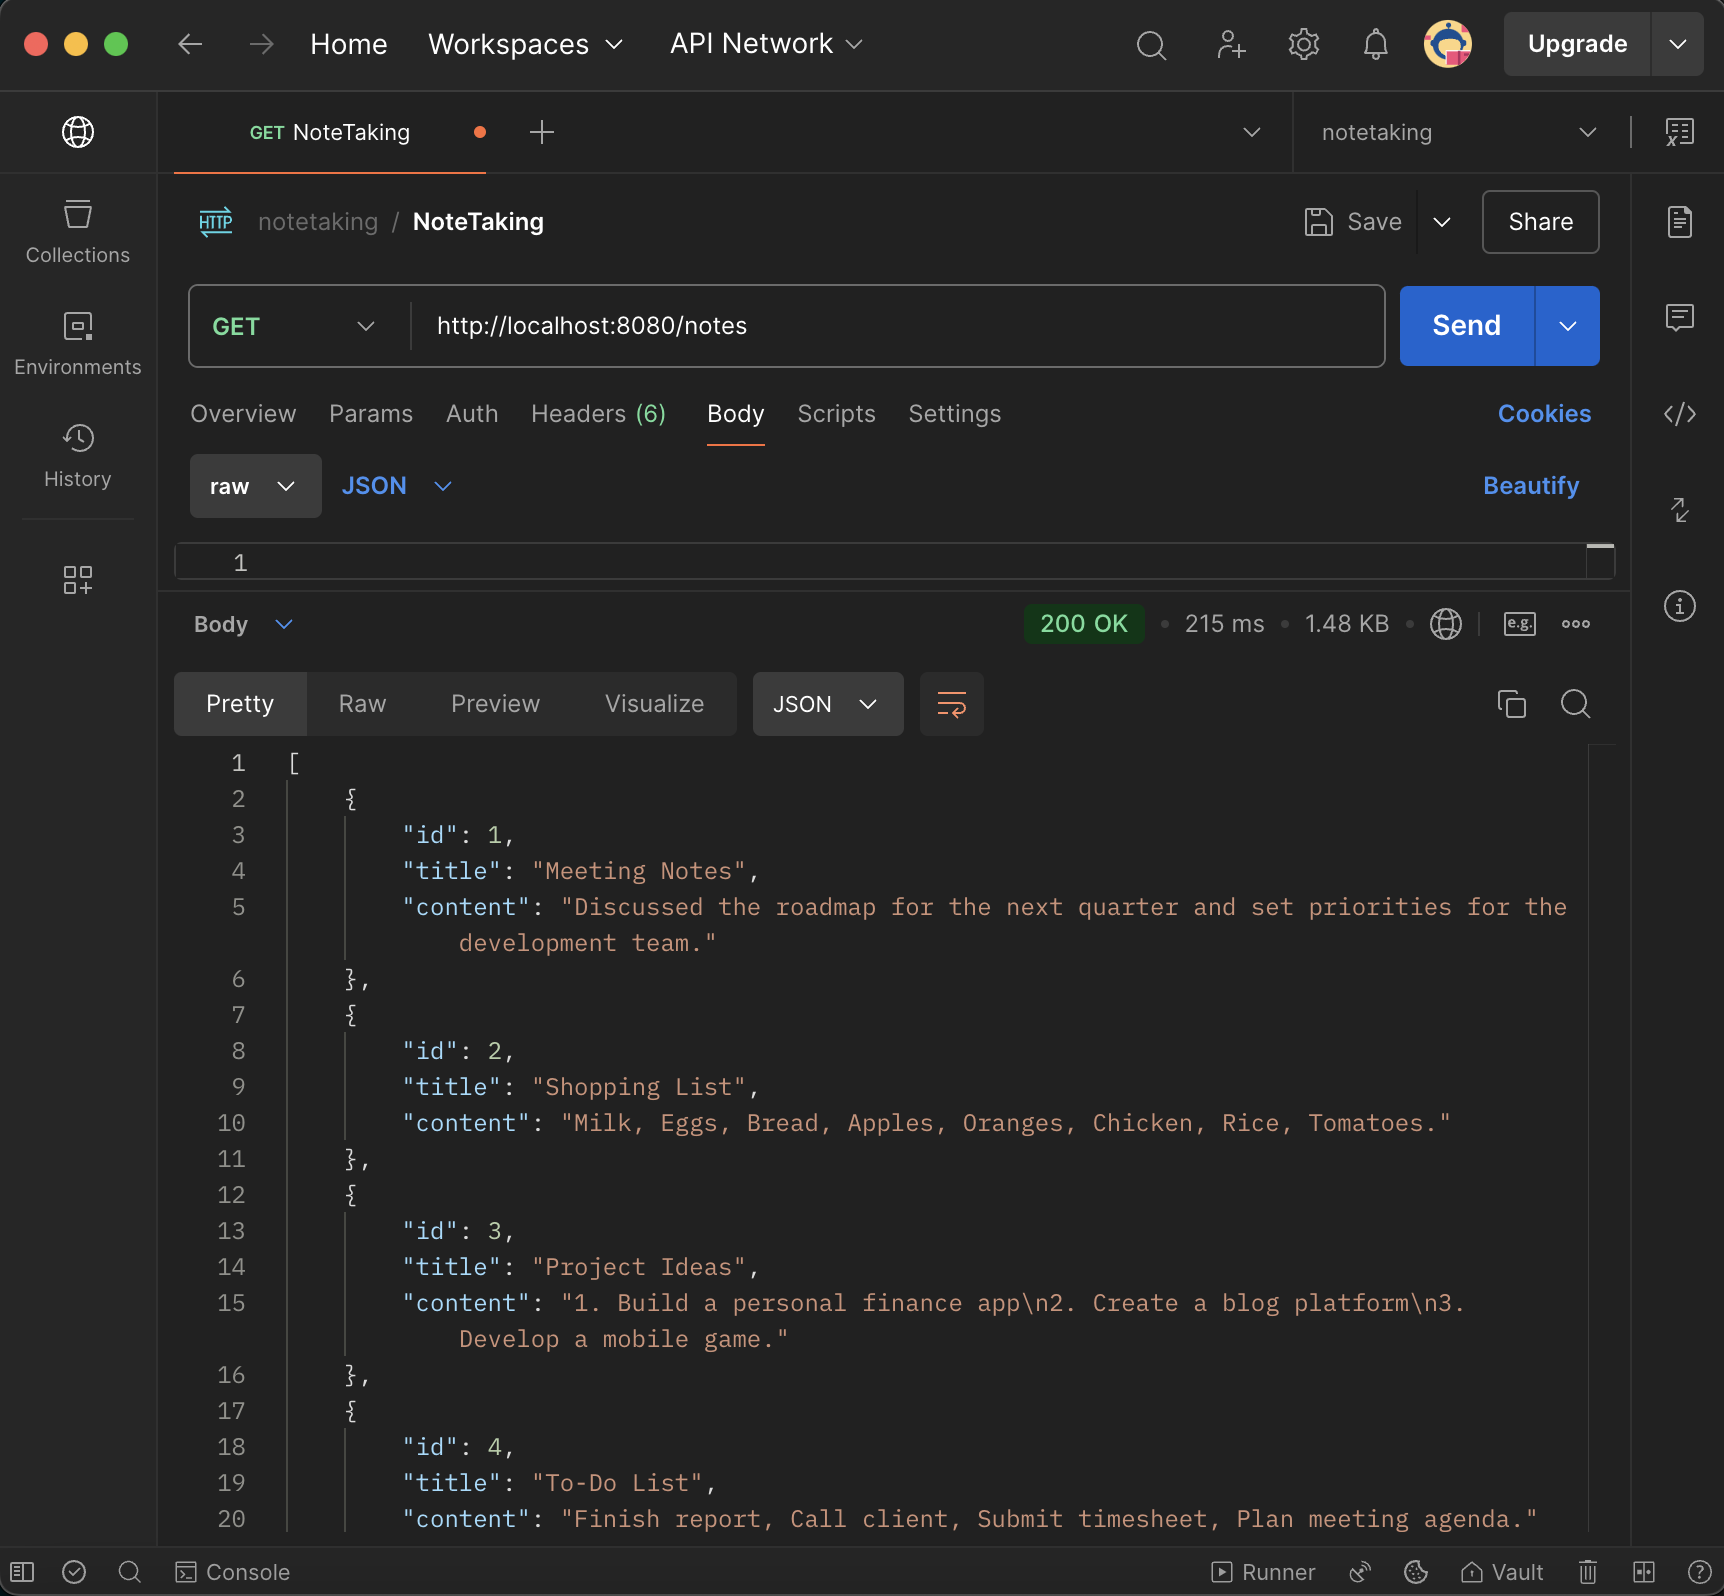 Home Workspaces API Network Upgrade
GET NoteTaking notetaking
HTTP notetaking / NoteTaking Save Share
GET http://localhost:8080/notes Send
Overview Params Auth Headers (6) Body Scripts Settings Cookies
raw JSON Beautify
1
Collections
Environments
History
Body 200 OK • 215 ms • 1.48 KB • e.g.
Pretty Raw Preview Visualize JSON
1 [
2 {
3 "id": 1,
4 "title": "Meeting Notes",
5 "content": "Discussed the roadmap for the next quarter and set priorities for the
development team."
6 },
7 {
8 "id": 2,
9 "title": "Shopping List",
10 "content": "Milk, Eggs, Bread, Apples, Oranges, Chicken, Rice, Tomatoes."
11 },
12 {
13 "id": 3,
14 "title": "Project Ideas",
15 "content": "1. Build a personal finance app\n2. Create a blog platform\n3.
Develop a mobile game."
16 },
17 {
18 "id": 4,
19 "title": "To-Do List",
20 "content": "Finish report, Call client, Submit timesheet, Plan meeting agenda."
Console Runner Vault